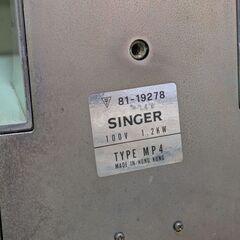 81-19278
SINGER
100V 1.2KW
TYPE MP4
MADE IN HONG KONG